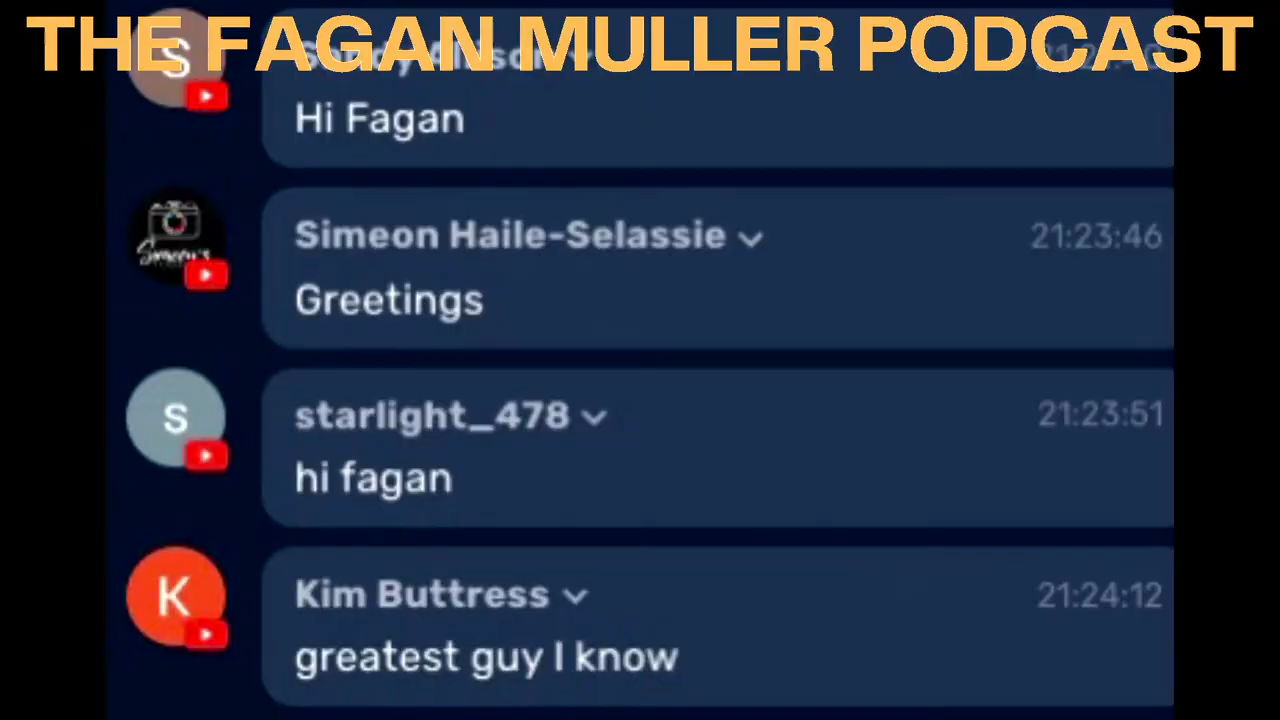 THE FAGAN MULLER PODCAST
S
Hi Fagan
Simeon Haile-Selassie 21:23:46
Simeon's
Greetings
S
starlight_478 21:23:51
hi fagan
K
Kim Buttress 21:24:12
greatest guy I know